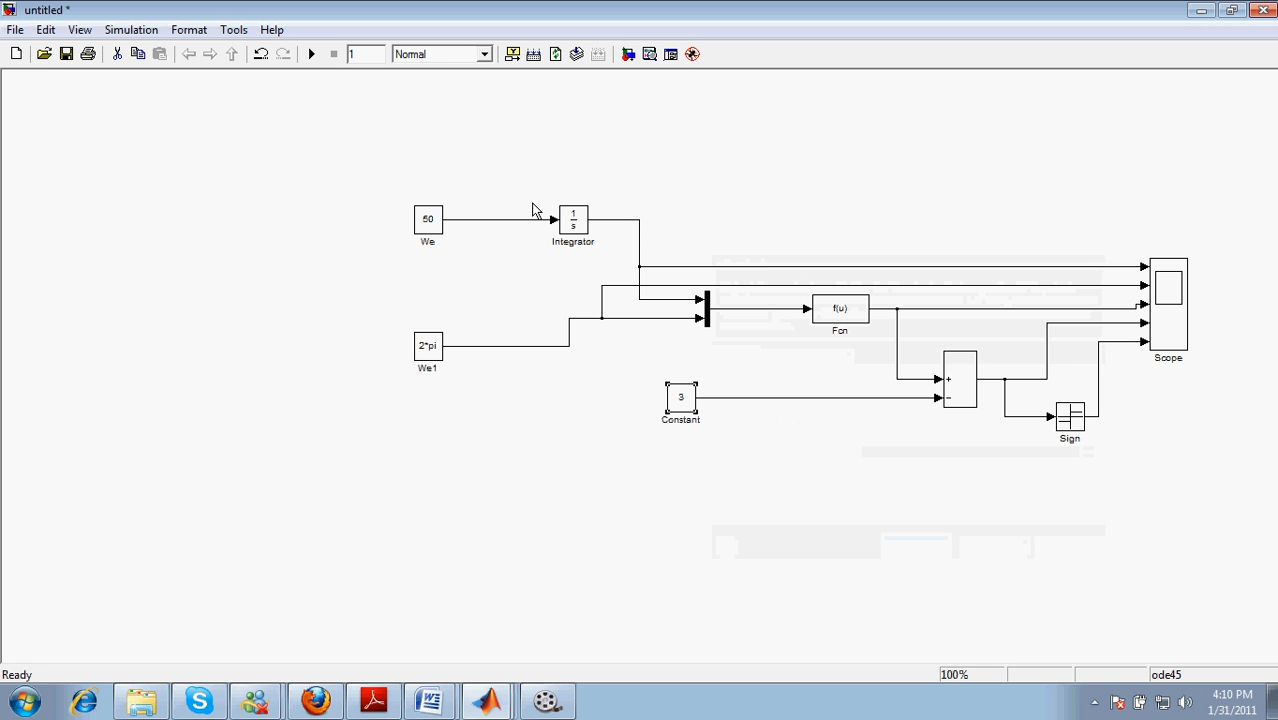 untitled *
File Edit View Simulation Format Tools Help
1 Normal
50
We
1
s
Integrator
2*pi
We1
f(u)
Fcn
Scope
3
Constant
+
−
Sign
Ready 100% ode45
4:10 PM
1/31/2011